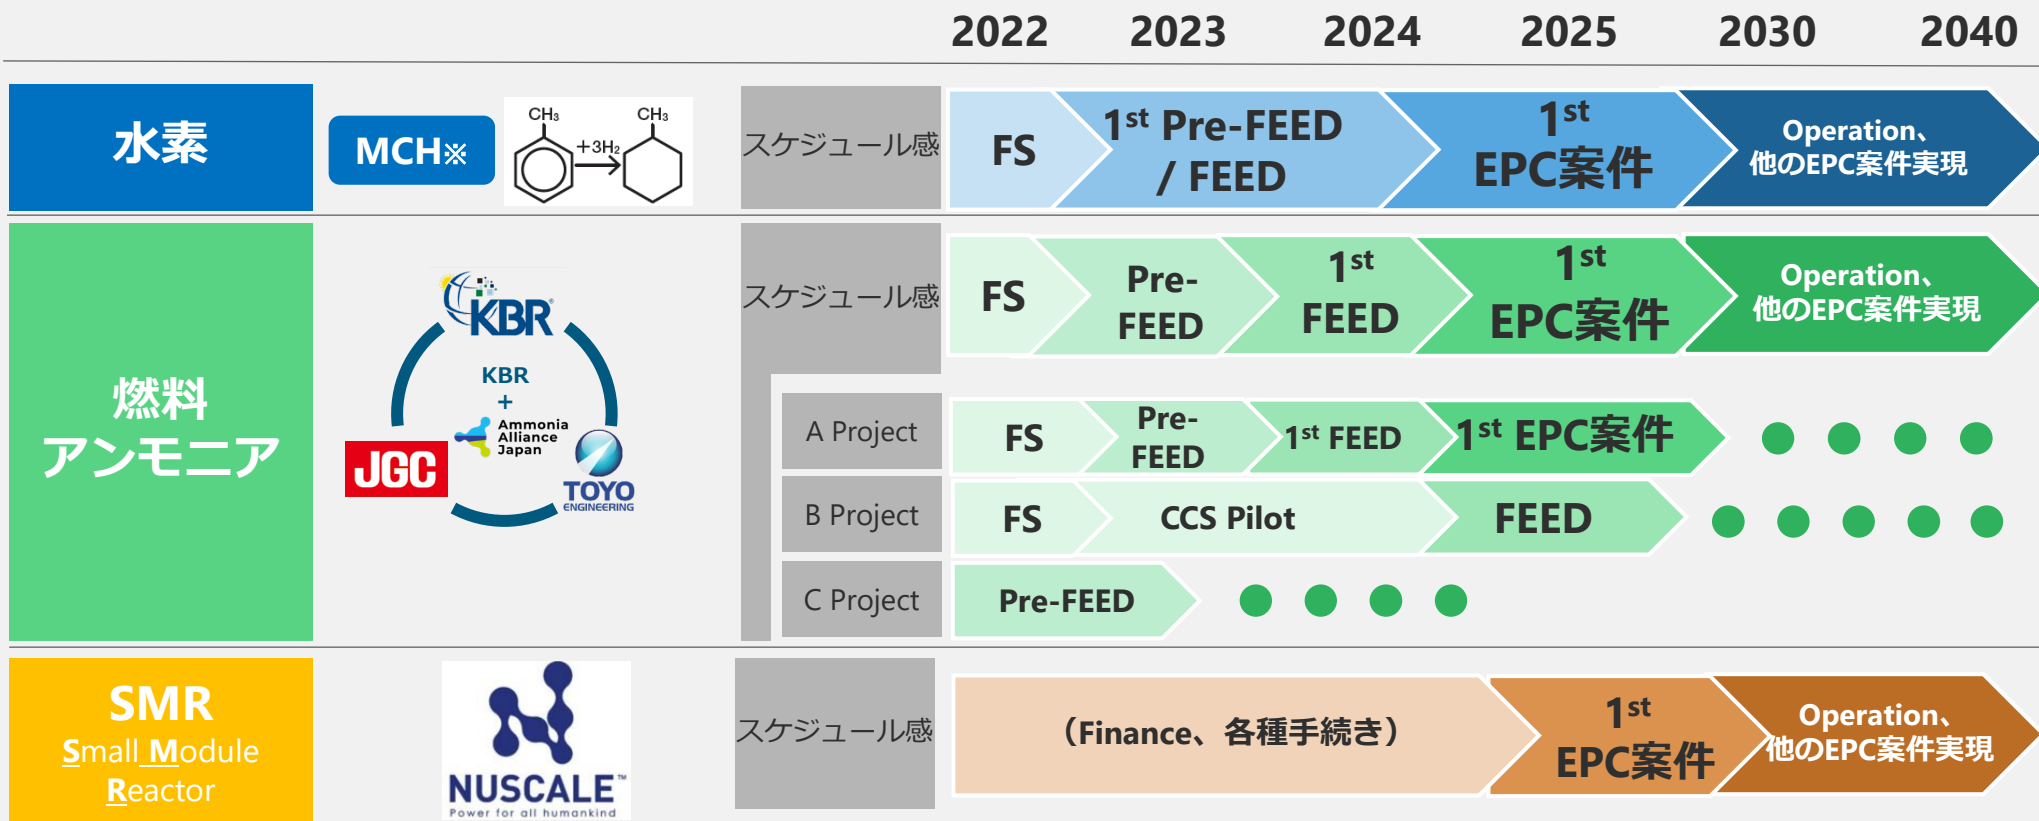 2022 2023 2024 2025 2030 2040
水素
MCH※
CH₃
CH₃
+3H₂
スケジュール感
FS
1st Pre-FEED
/ FEED
1st
EPC案件
Operation、
他のEPC案件実現
燃料
アンモニア
KBR
KBR
+
Ammonia
Alliance
Japan
JGC
TOYO
ENGINEERING
スケジュール感
FS
Pre-
FEED
1st
FEED
1st
EPC案件
Operation、
他のEPC案件実現
A Project
FS
Pre-
FEED
1st FEED
1st EPC案件
B Project
FS
CCS Pilot
FEED
C Project
Pre-FEED
SMR
Small Module
Reactor
NUSCALE™
Power for all humankind
スケジュール感
（Finance、各種手続き）
1st
EPC案件
Operation、
他のEPC案件実現